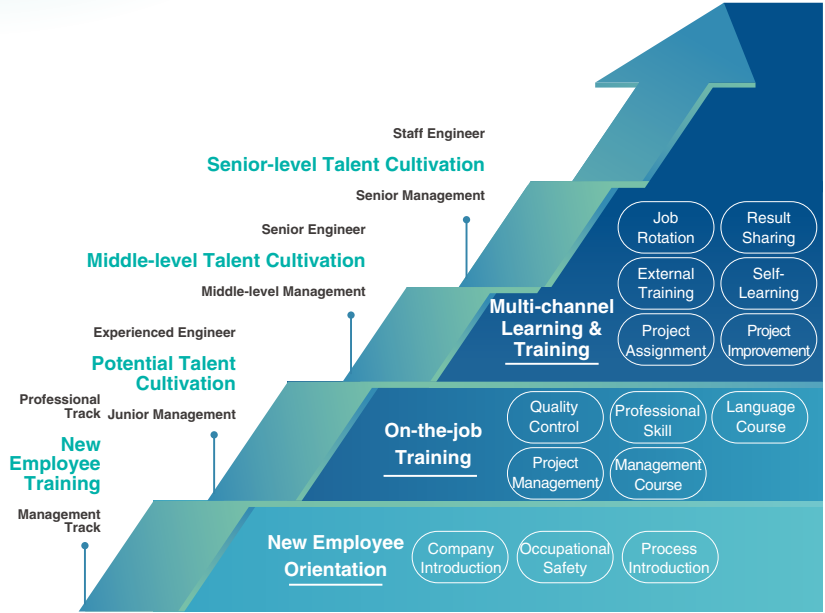 Staff Engineer
Senior-level Talent Cultivation
Senior Management
Senior Engineer
Middle-level Talent Cultivation
Middle-level Management
Experienced Engineer
Potential Talent
Cultivation
Junior Management
Professional
Track
New
Employee
Training
Management
Track
Multi-channel
Learning &
Training
Job
Rotation
Result
Sharing
External
Training
Self-
Learning
Project
Assignment
Project
Improvement
On-the-job
Training
Quality
Control
Professional
Skill
Language
Course
Project
Management
Management
Course
New Employee
Orientation
Company
Introduction
Occupational
Safety
Process
Introduction